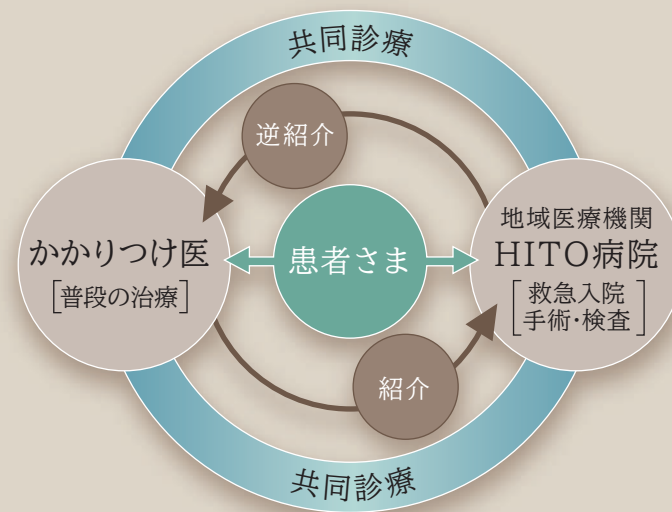 共同診療
逆紹介
かかりつけ医
[普段の治療]
患者さま
地域医療機関
HITO病院
[救急入院
手術・検査]
紹介
共同診療